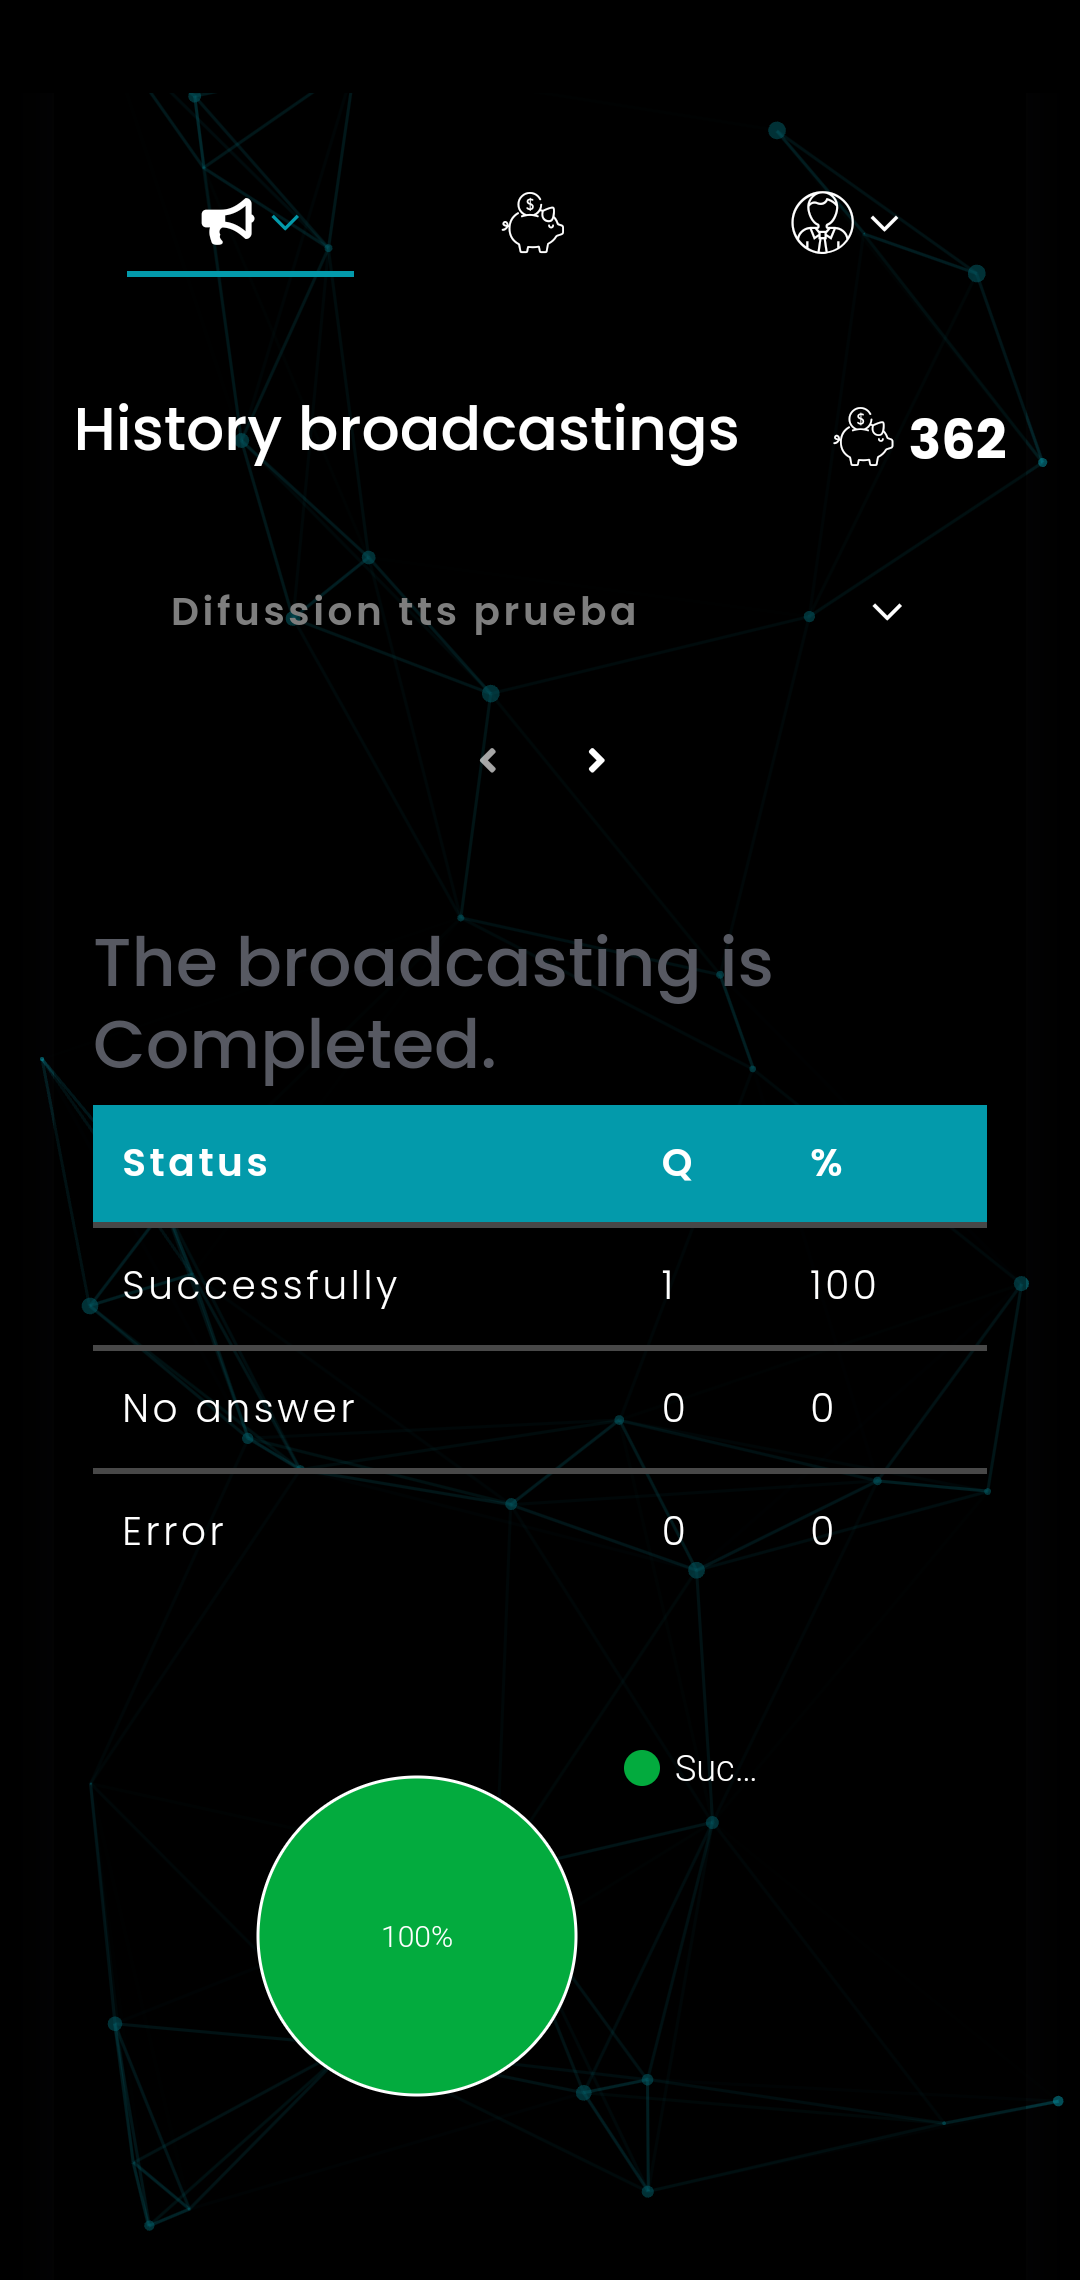 History broadcastings
362
Difussion tts prueba
The broadcasting is
Completed.
Status Q %
Successfully 1 100
No answer 0 0
Error 0 0
Suc...
100%